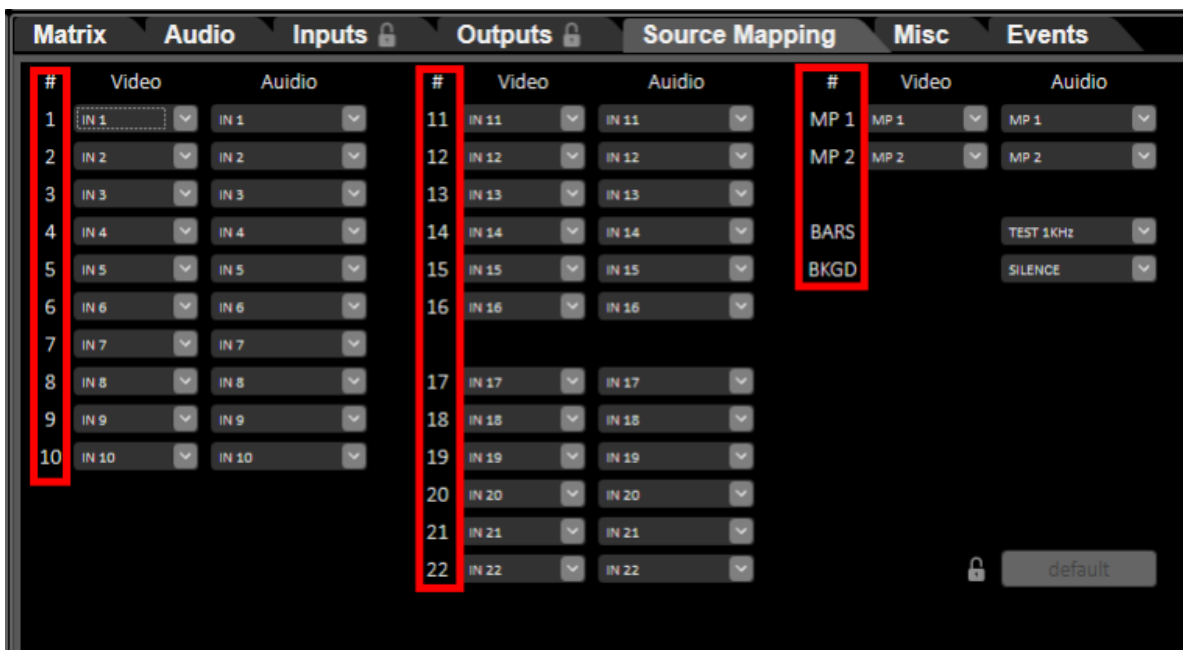 Matrix Audio Inputs Outputs Source Mapping Misc Events
# Video Auidio # Video Auidio # Video Auidio
1 IN 1 IN 1 11 IN 11 IN 11 MP 1 MP 1 MP 1
2 IN 2 IN 2 12 IN 12 IN 12 MP 2 MP 2 MP 2
3 IN 3 IN 3 13 IN 13 IN 13
4 IN 4 IN 4 14 IN 14 IN 14 BARS TEST 1KHz
5 IN 5 IN 5 15 IN 15 IN 15 BKGD SILENCE
6 IN 6 IN 6 16 IN 16 IN 16
7 IN 7 IN 7
8 IN 8 IN 8 17 IN 17 IN 17
9 IN 9 IN 9 18 IN 18 IN 18
10 IN 10 IN 10 19 IN 19 IN 19
20 IN 20 IN 20
21 IN 21 IN 21
22 IN 22 IN 22 default